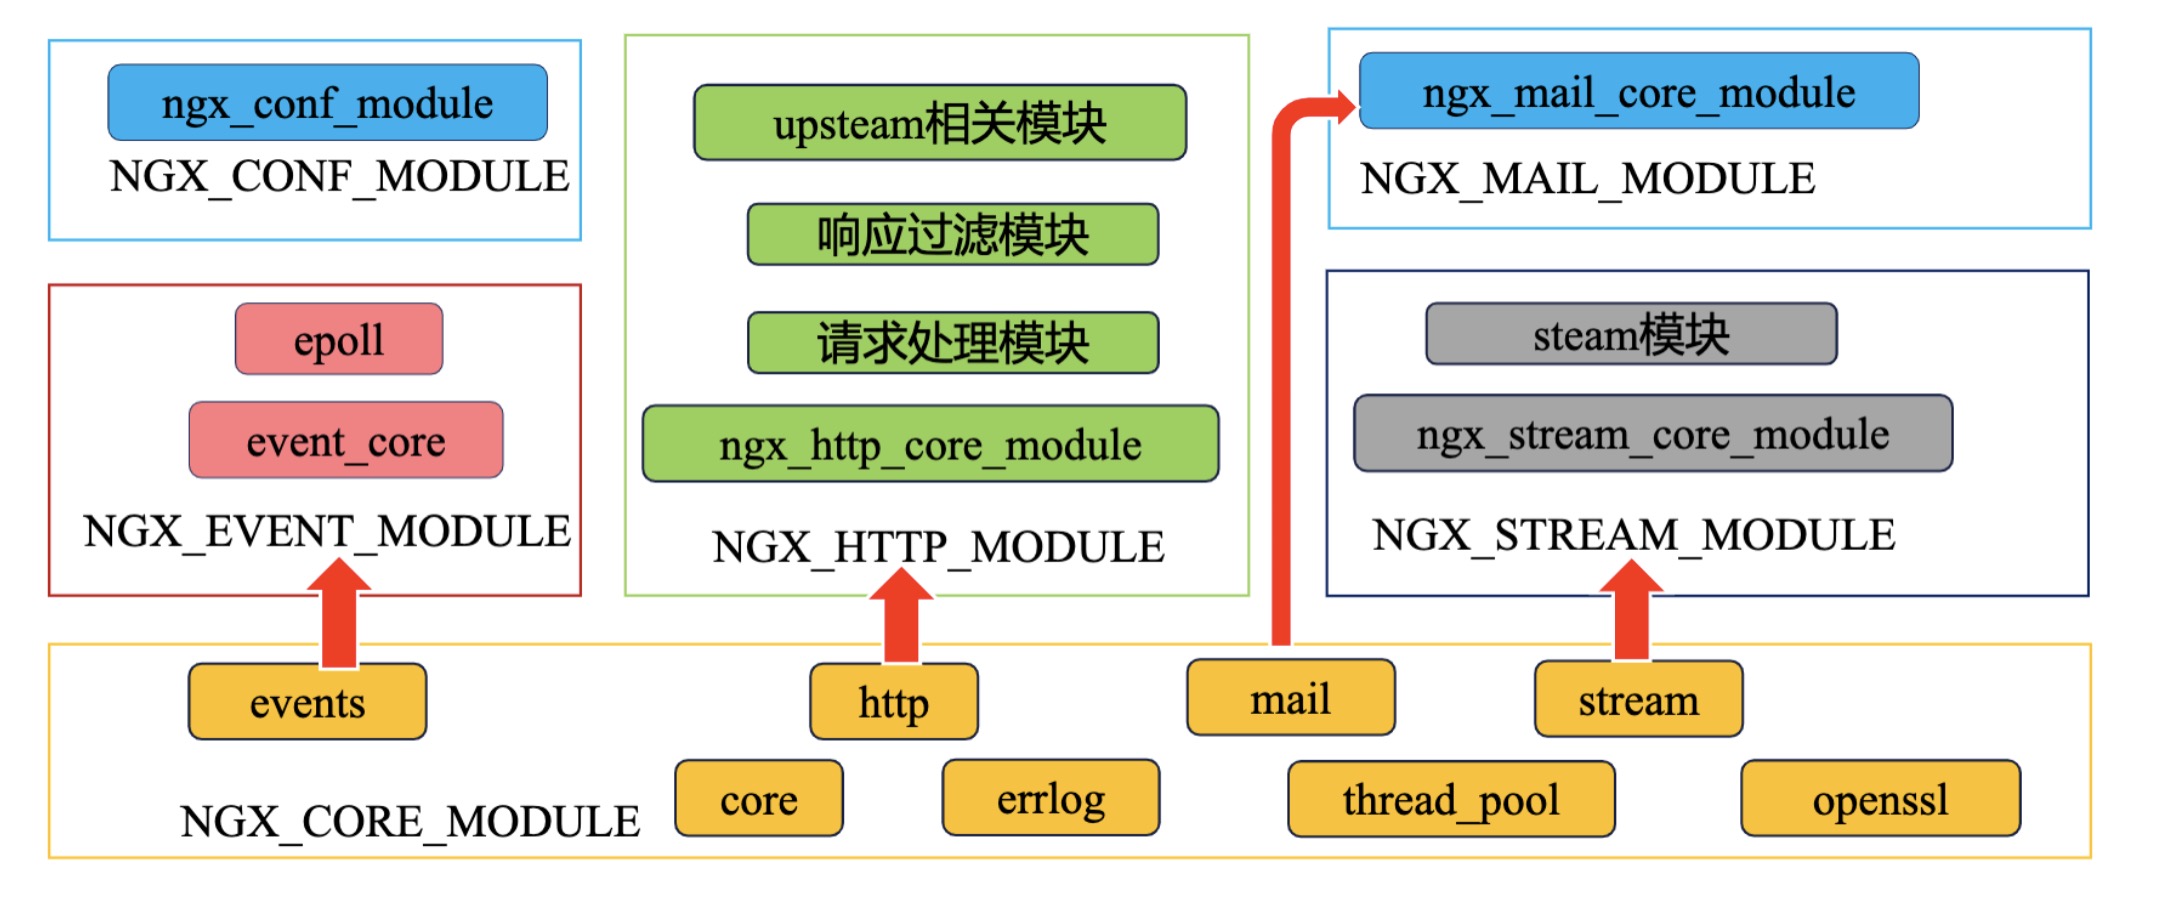 ngx_conf_module
NGX_CONF_MODULE
epoll
event_core
NGX_EVENT_MODULE
upsteam相关模块
响应过滤模块
请求处理模块
ngx_http_core_module
NGX_HTTP_MODULE
ngx_mail_core_module
NGX_MAIL_MODULE
steam模块
ngx_stream_core_module
NGX_STREAM_MODULE
events
http
mail
stream
NGX_CORE_MODULE
core
errlog
thread_pool
openssl